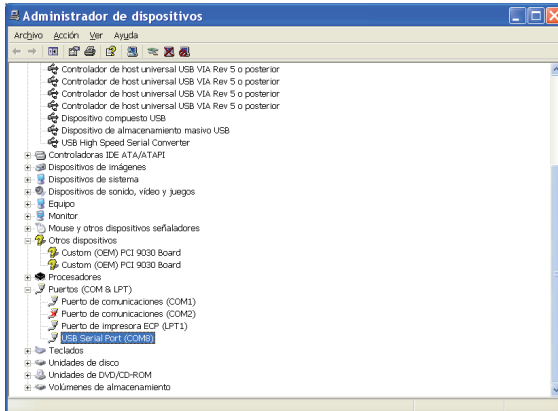 Administrador de dispositivos
Archivo Acción Ver Ayuda
Controlador de host universal USB VIA Rev 5 o posterior
Controlador de host universal USB VIA Rev 5 o posterior
Controlador de host universal USB VIA Rev 5 o posterior
Controlador de host universal USB VIA Rev 5 o posterior
Dispositivo compuesto USB
Dispositivo de almacenamiento masivo USB
USB High Speed Serial Converter
Controladoras IDE ATA/ATAPI
Dispositivos de imágenes
Dispositivos de sistema
Dispositivos de sonido, vídeo y juegos
Equipo
Monitor
Mouse y otros dispositivos señaladores
Otros dispositivos
Custom (OEM) PCI 9030 Board
Custom (OEM) PCI 9030 Board
Procesadores
Puertos (COM & LPT)
Puerto de comunicaciones (COM1)
Puerto de comunicaciones (COM2)
Puerto de impresora ECP (LPT1)
USB Serial Port (COM8)
Teclados
Unidades de disco
Unidades de DVD/CD-ROM
Volúmenes de almacenamiento